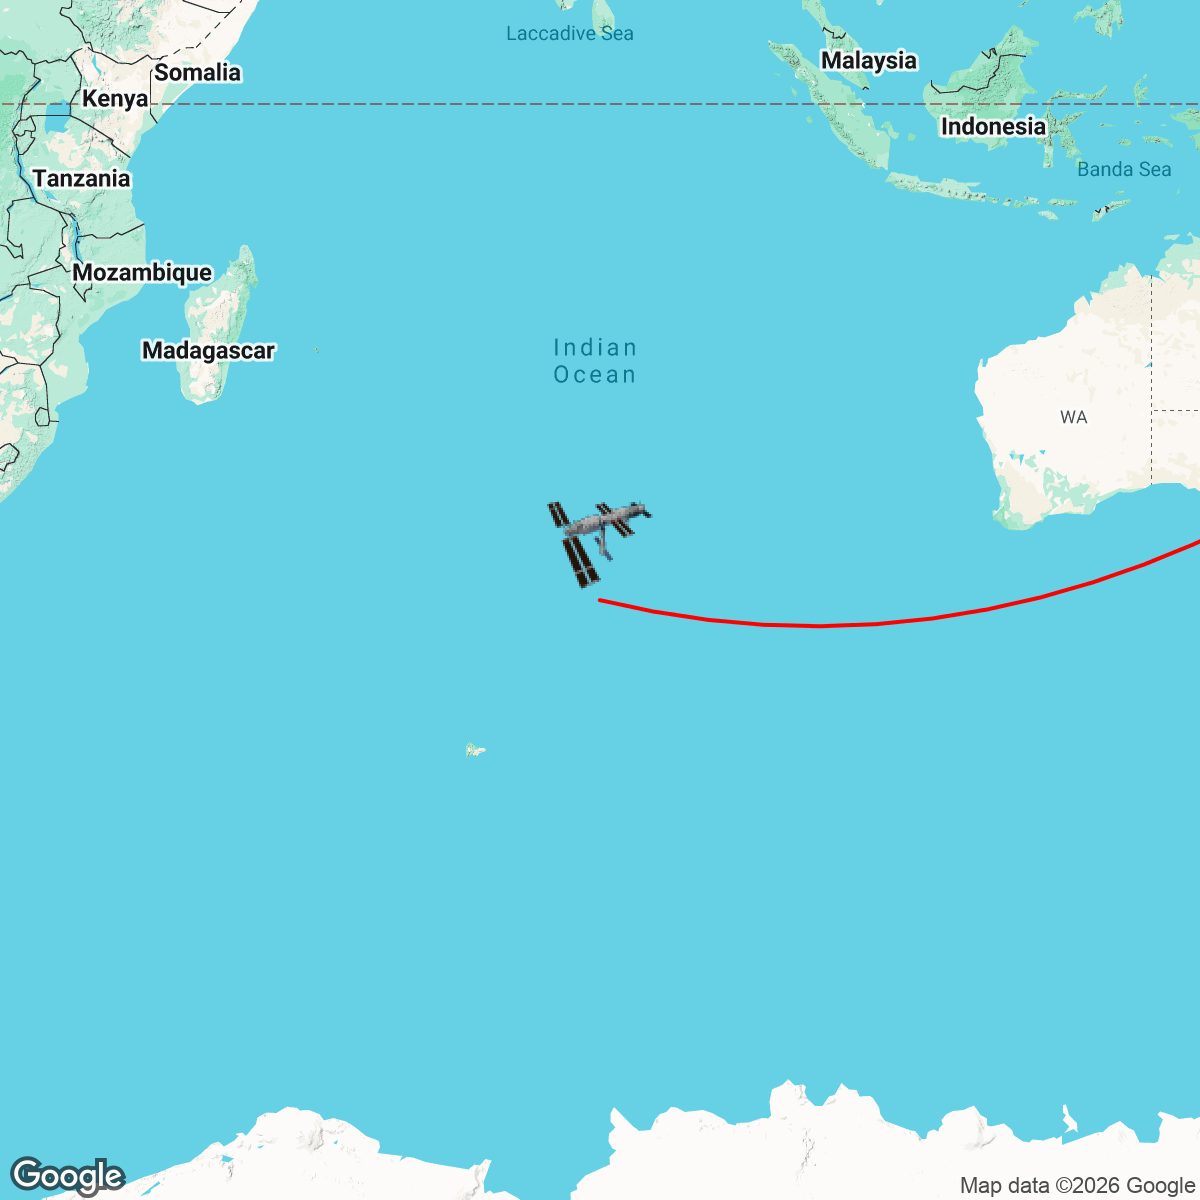 Laccadive Sea
Malaysia
Somalia
Kenya
Indonesia
Banda Sea
Tanzania
Mozambique
Madagascar
Indian
Ocean
WA
Google
Map data ©2026 Google